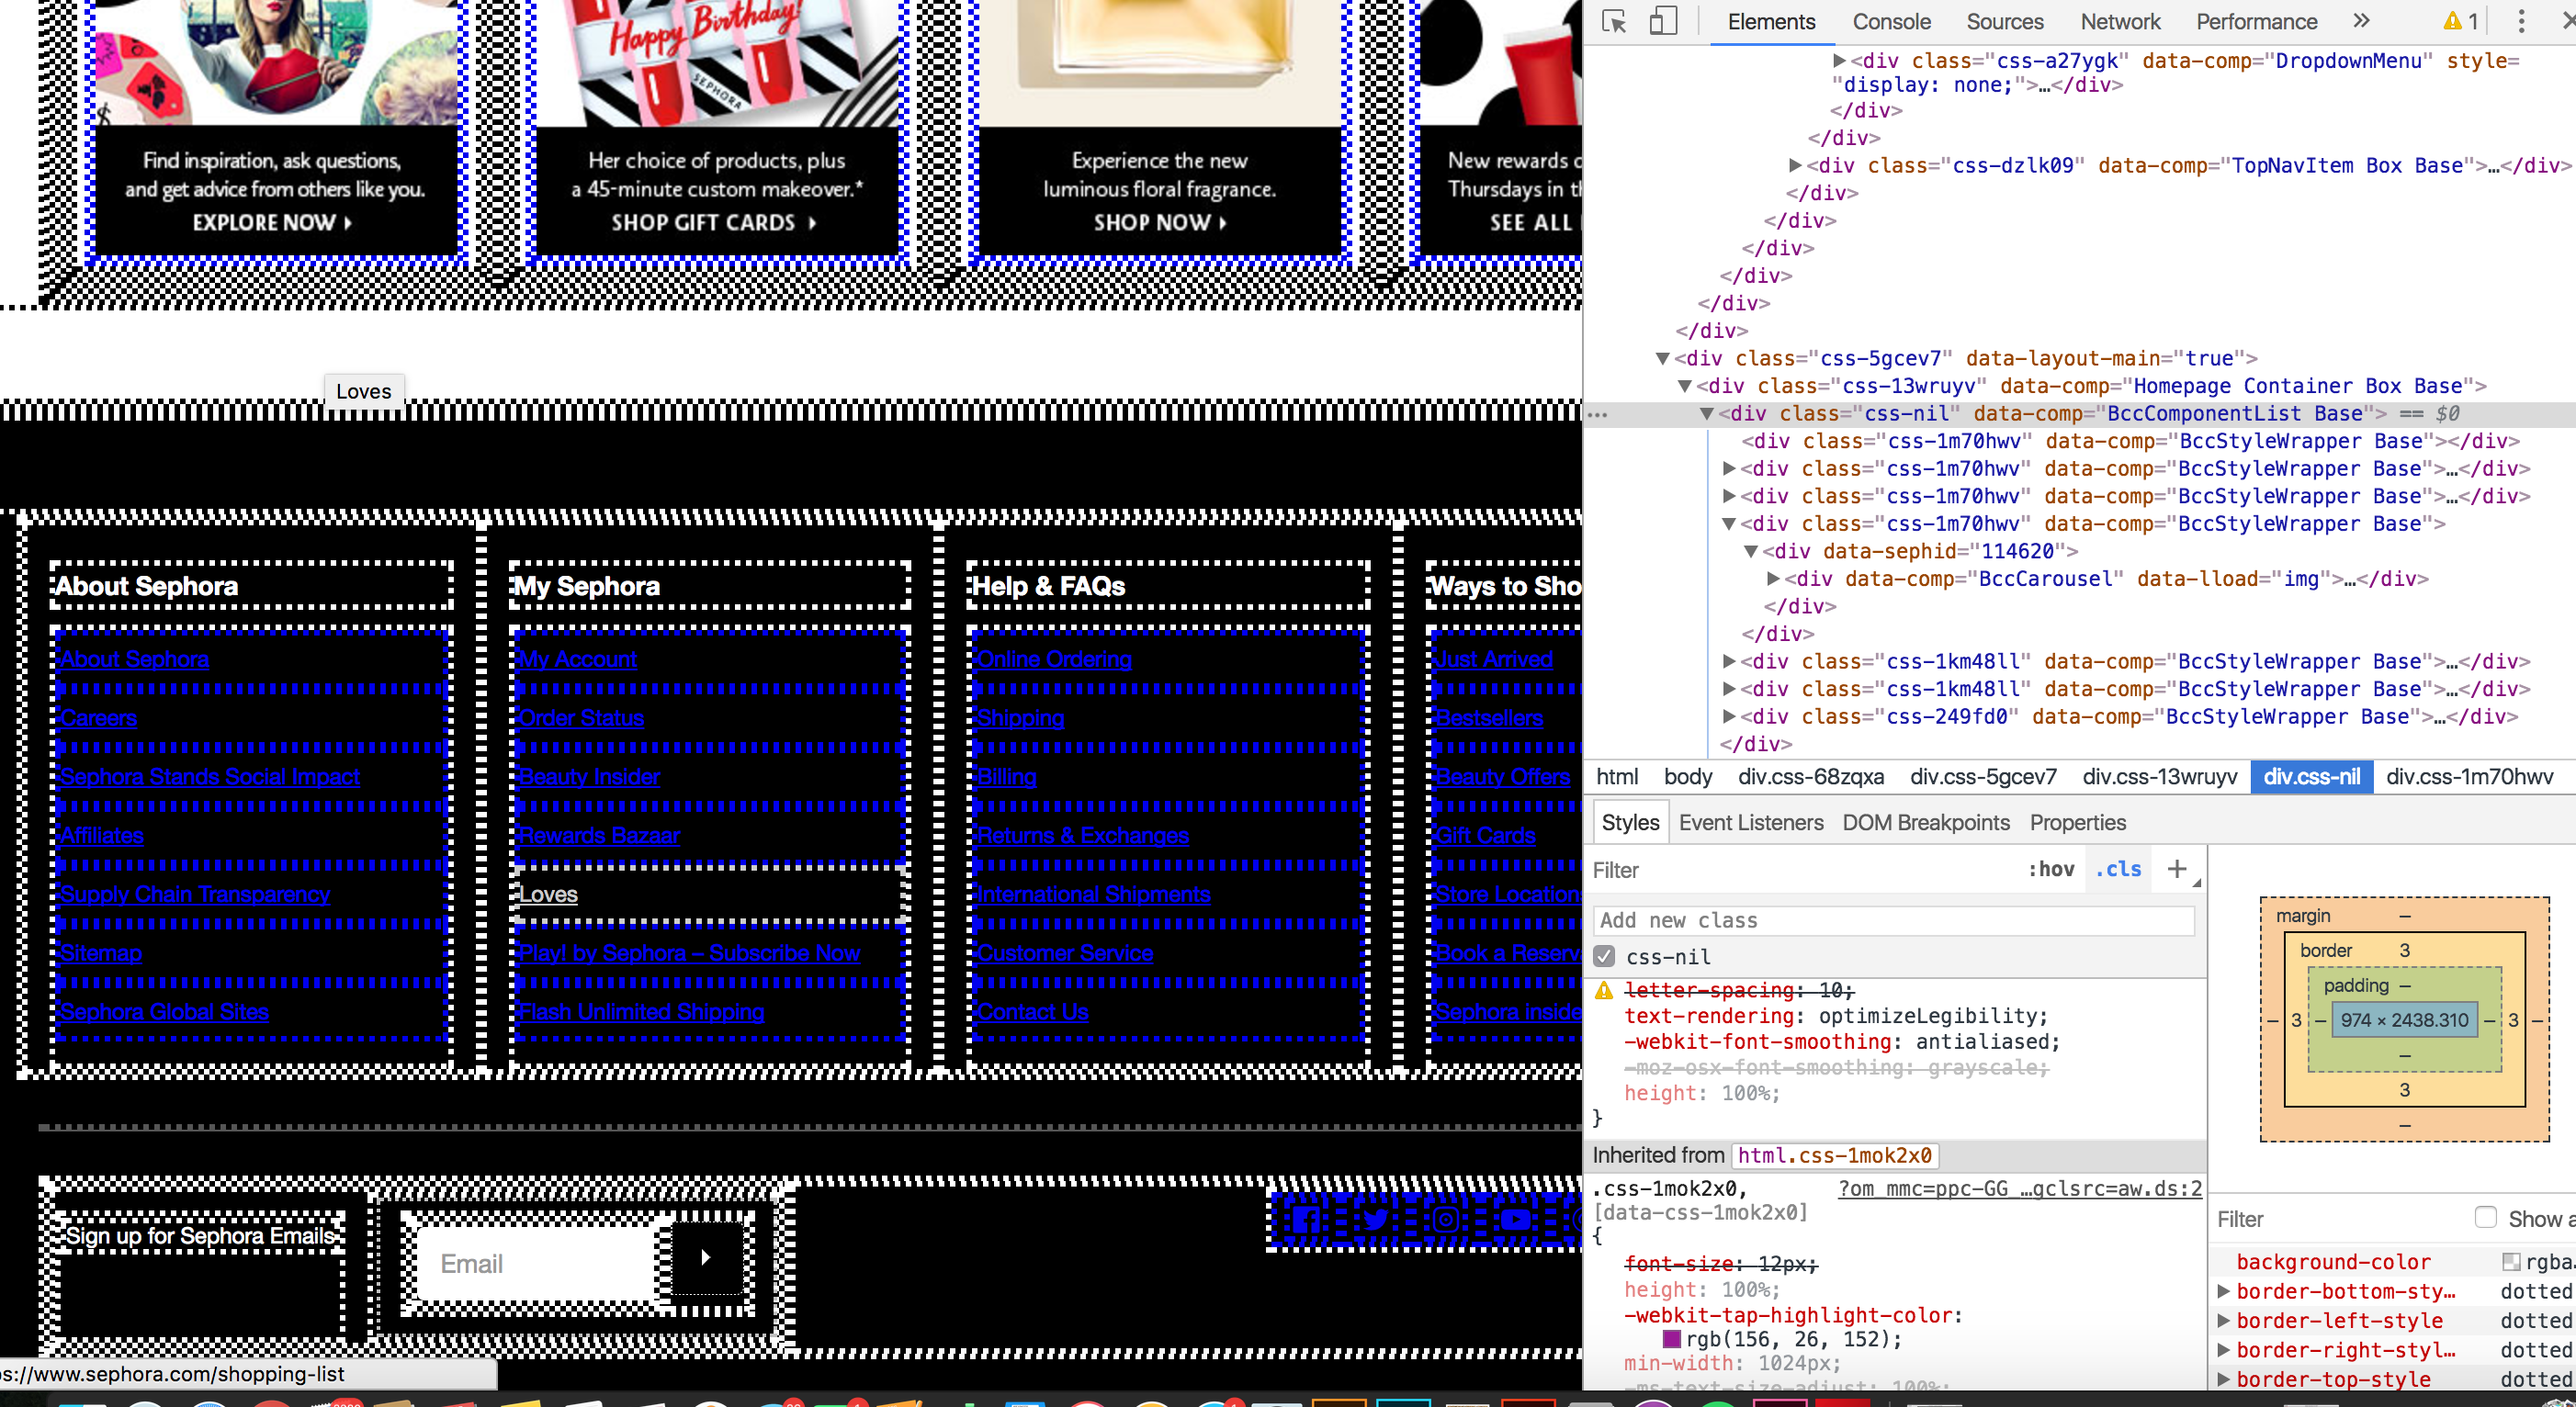 Happy Birthday!
SEPHORA
$
Find inspiration, ask questions,
and get advice from others like you.
EXPLORE NOW
Her choice of products, plus
a 45-minute custom makeover.*
SHOP GIFT CARDS
Experience the new
luminous floral fragrance.
SHOP NOW
New rewards
Thursdays in
SEE ALL
Loves
About Sephora
About Sephora
Careers
Sephora Stands Social Impact
Affiliates
Supply Chain Transparency
Sitemap
Sephora Global Sites
My Sephora
My Account
Order Status
Beauty Insider
Rewards Bazaar
Loves
Play! by Sephora – Subscribe Now
Flash Unlimited Shipping
Help & FAQs
Online Ordering
Shipping
Billing
Returns & Exchanges
International Shipments
Customer Service
Contact Us
Ways to Sho
Just Arrived
Bestsellers
Beauty Offers
Gift Cards
Store Location
Book a Reserv
Sephora inside
Sign up for Sephora Emails
Email
s://www.sephora.com/shopping-list
Elements Console Sources Network Performance » 1
<div class="css-a27ygk" data-comp="DropdownMenu" style=
"display: none;">…</div>
</div>
</div>
<div class="css-dzlk09" data-comp="TopNavItem Box Base">…</div>
</div>
</div>
</div>
</div>
</div>
</div>
<div class="css-5gcev7" data-layout-main="true">
<div class="css-13wruyv" data-comp="Homepage Container Box Base">
… <div class="css-nil" data-comp="BccComponentList Base"> == $0
<div class="css-1m70hwv" data-comp="BccStyleWrapper Base"></div>
<div class="css-1m70hwv" data-comp="BccStyleWrapper Base">…</div>
<div class="css-1m70hwv" data-comp="BccStyleWrapper Base">…</div>
<div class="css-1m70hwv" data-comp="BccStyleWrapper Base">
<div data-sephid="114620">
<div data-comp="BccCarousel" data-lload="img">…</div>
</div>
</div>
<div class="css-1km48ll" data-comp="BccStyleWrapper Base">…</div>
<div class="css-1km48ll" data-comp="BccStyleWrapper Base">…</div>
<div class="css-249fd0" data-comp="BccStyleWrapper Base">…</div>
</div>
html body div.css-68zqxa div.css-5gcev7 div.css-13wruyv div.css-nil div.css-1m70hwv
Styles Event Listeners DOM Breakpoints Properties
Filter :hov .cls +
Add new class
css-nil
letter-spacing: 10;
text-rendering: optimizeLegibility;
-webkit-font-smoothing: antialiased;
-moz-osx-font-smoothing: grayscale;
height: 100%;
}
Inherited from html.css-1mok2x0
.css-1mok2x0, ?om_mmc=ppc-GG_…gclsrc=aw.ds:2
[data-css-1mok2x0]
{
font-size: 12px;
height: 100%;
-webkit-tap-highlight-color:
rgb(156, 26, 152);
min-width: 1024px;
-ms-text-size-adjust: 100%;
margin –
border 3
padding –
– 3 – 974 × 2438.310 – 3 –
–
3
–
Filter Show a
background-color rgba
border-bottom-sty… dotted
border-left-style dotted
border-right-styl… dotted
border-top-style dotted